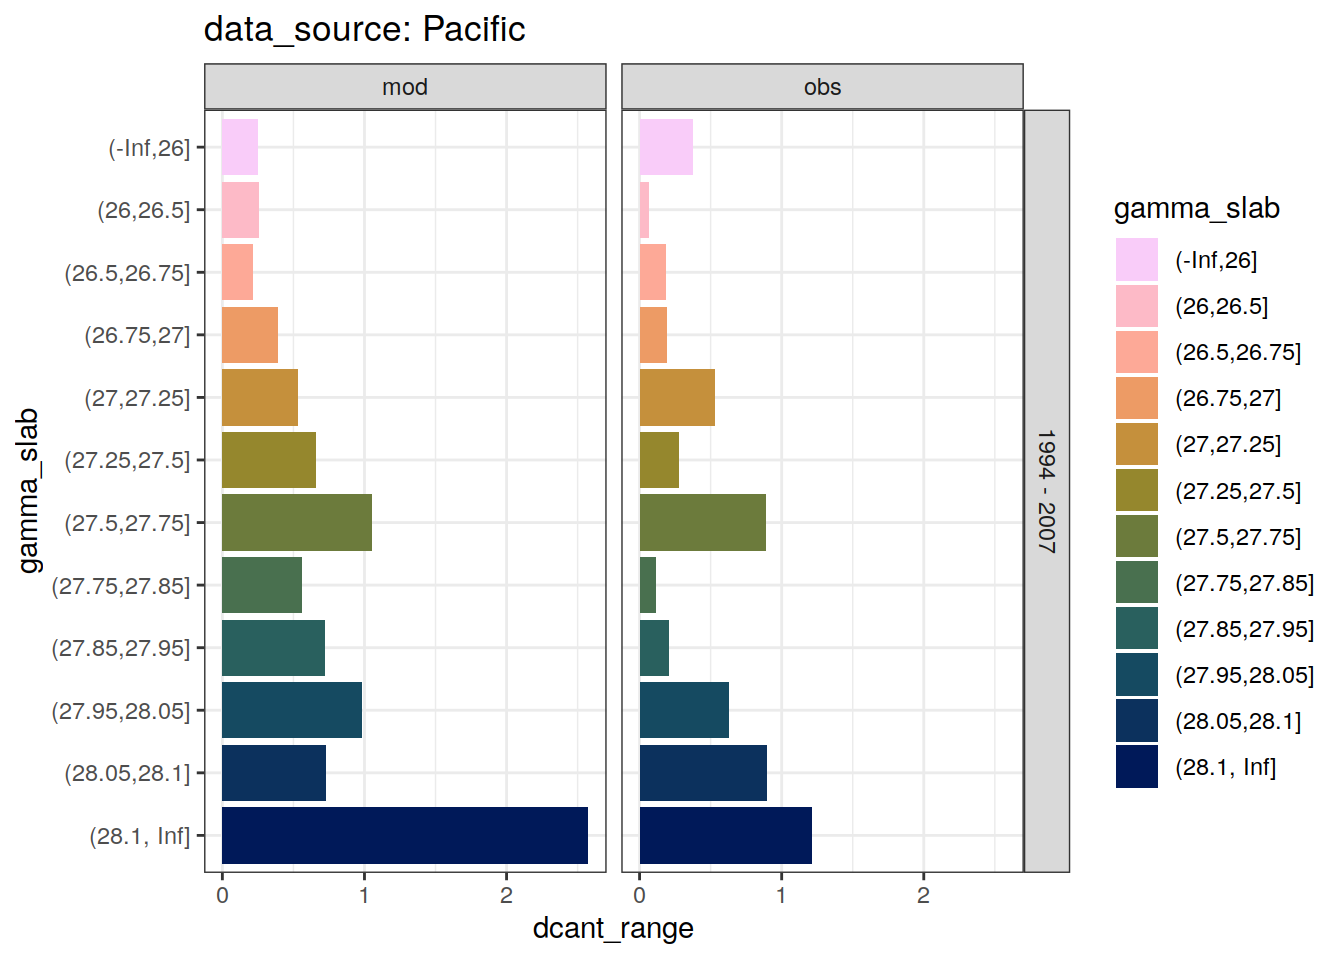 data_source: Pacific
mod
obs
gamma_slab
(-Inf,26]
(26,26.5]
(26.5,26.75]
(26.75,27]
(27,27.25]
(27.25,27.5]
(27.5,27.75]
(27.75,27.85]
(27.85,27.95]
(27.95,28.05]
(28.05,28.1]
(28.1, Inf]
0 1 2
0 1 2
dcant_range
1994 - 2007
gamma_slab
(-Inf,26]
(26,26.5]
(26.5,26.75]
(26.75,27]
(27,27.25]
(27.25,27.5]
(27.5,27.75]
(27.75,27.85]
(27.85,27.95]
(27.95,28.05]
(28.05,28.1]
(28.1, Inf]